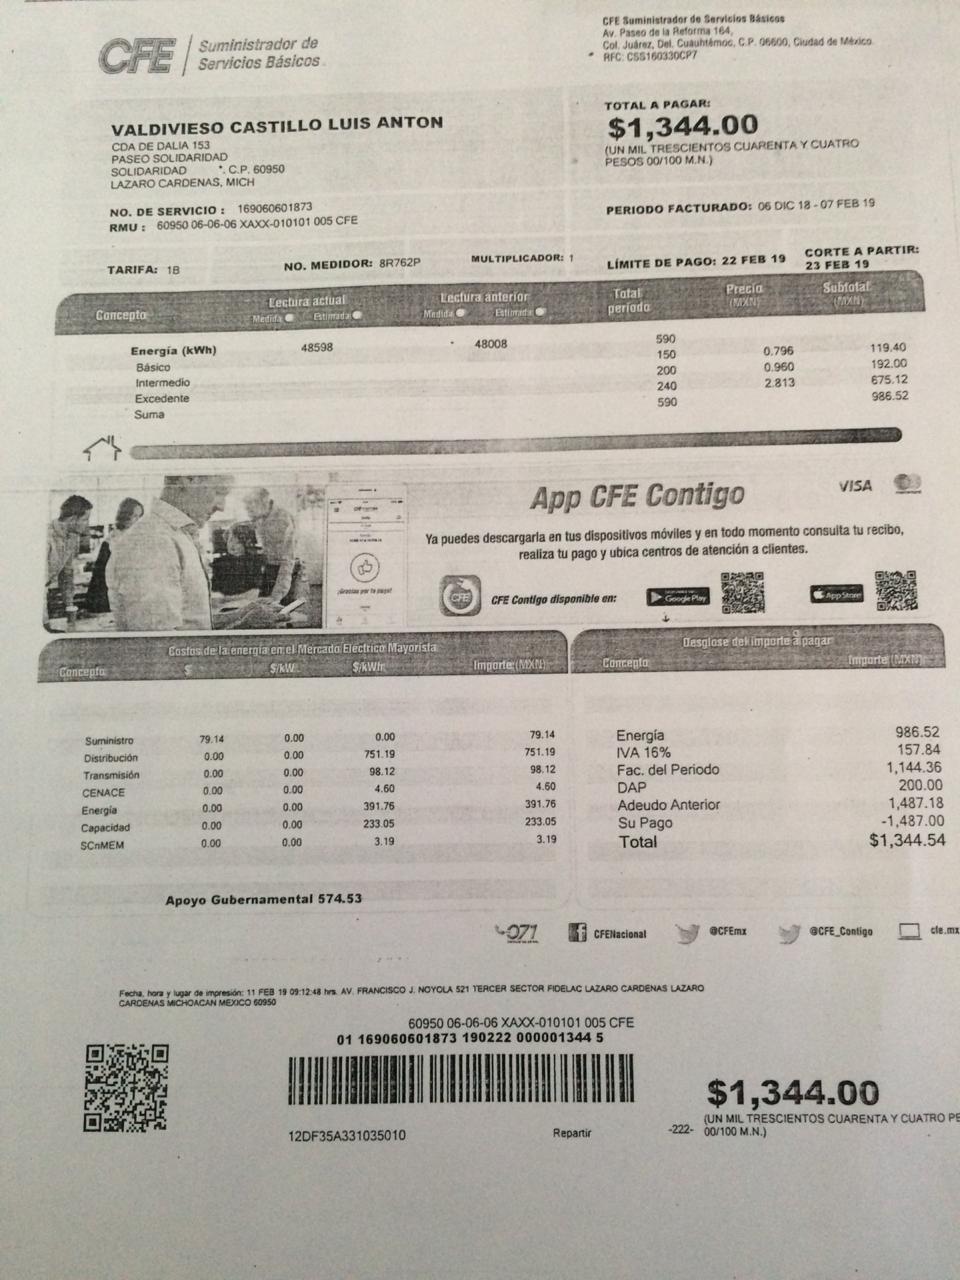 CFE Suministrador de Servicios Básicos
Av. Paseo de la Reforma 164,
Col. Juárez, Del. Cuauhtémoc, C.P. 06600, Ciudad de México.
RFC: CSS160330CP7
CFE
Suministrador de
Servicios Básicos
TOTAL A PAGAR:
$1,344.00
(UN MIL TRESCIENTOS CUARENTA Y CUATRO
PESOS 00/100 M.N.)
VALDIVIESO CASTILLO LUIS ANTON
CDA DE DALIA 153
PASEO SOLIDARIDAD
SOLIDARIDAD C.P. 60950
LAZARO CARDENAS, MICH
NO. DE SERVICIO : 169060601873
RMU : 60950 06-06-06 XAXX-010101 005 CFE
PERIODO FACTURADO: 06 DIC 18 - 07 FEB 19
TARIFA: 1B NO. MEDIDOR: 8R762P MULTIPLICADOR: 1 LÍMITE DE PAGO: 22 FEB 19 CORTE A PARTIR:
23 FEB 19
Concepto Lectura actual Lectura anterior Total período Precio (MXN) Subtotal (MXN)
Medida Estimada Medida Estimada
Energía (kWh) 48598 48008 590
Básico 150 0.796 119.40
Intermedio 200 0.960 192.00
Excedente 240 2.813 675.12
Suma 590 986.52
App CFE Contigo
VISA
Ya puedes descargarla en tus dispositivos móviles y en todo momento consulta tu recibo,
realiza tu pago y ubica centros de atención a clientes.
¡Gracias por tu pago!
CFE
CFE Contigo disponible en:
Google Play
App Store
Costos de la energía en el Mercado Eléctrico Mayorista
Concepto $ $/kW $/kWh Importe (MXN)
Suministro 79.14 0.00 0.00 79.14
Distribución 0.00 0.00 751.19 751.19
Transmisión 0.00 0.00 98.12 98.12
CENACE 0.00 0.00 4.60 4.60
Energía 0.00 0.00 391.76 391.76
Capacidad 0.00 0.00 233.05 233.05
SCnMEM 0.00 0.00 3.19 3.19
Desglose del importe a pagar
Concepto Importe (MXN)
Energía 986.52
IVA 16% 157.84
Fac. del Periodo 1,144.36
DAP 200.00
Adeudo Anterior 1,487.18
Su Pago -1,487.00
Total $1,344.54
Apoyo Gubernamental 574.53
071
CFENacional
@CFEmx
@CFE_Contigo
cfe.mx
Fecha, hora y lugar de impresión: 11 FEB 19 09:12:48 hrs. AV. FRANCISCO J. NOYOLA 521 TERCER SECTOR FIDELAC LAZARO CARDENAS LAZARO
CARDENAS MICHOACAN MEXICO 60950
60950 06-06-06 XAXX-010101 005 CFE
01 169060601873 190222 000001344 5
12DF35A331035010
Repartir
-222-
$1,344.00
(UN MIL TRESCIENTOS CUARENTA Y CUATRO PE
00/100 M.N.)